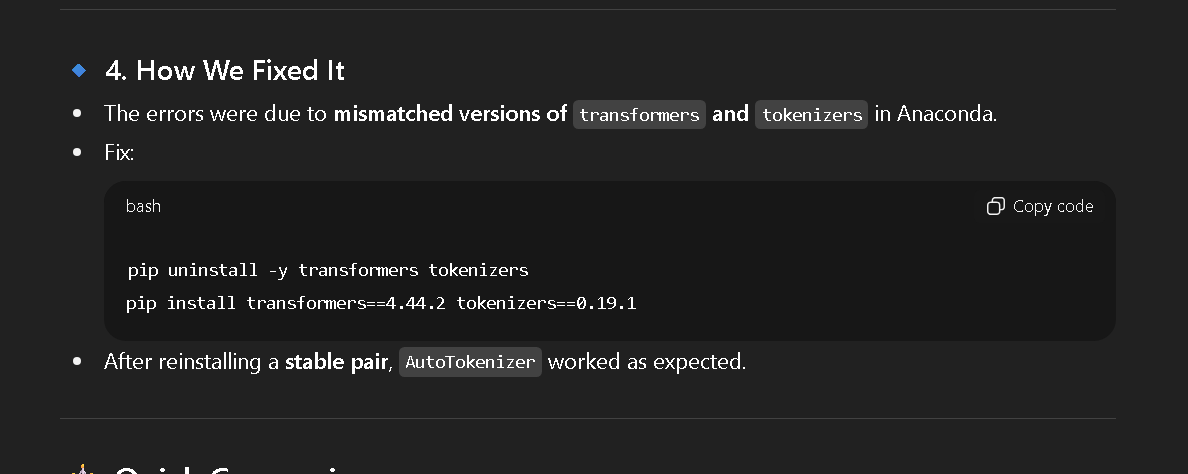 4. How We Fixed It
The errors were due to mismatched versions of transformers and tokenizers in Anaconda.
Fix:
bash
Copy code
pip uninstall -y transformers tokenizers
pip install transformers==4.44.2 tokenizers==0.19.1
After reinstalling a stable pair, AutoTokenizer worked as expected.